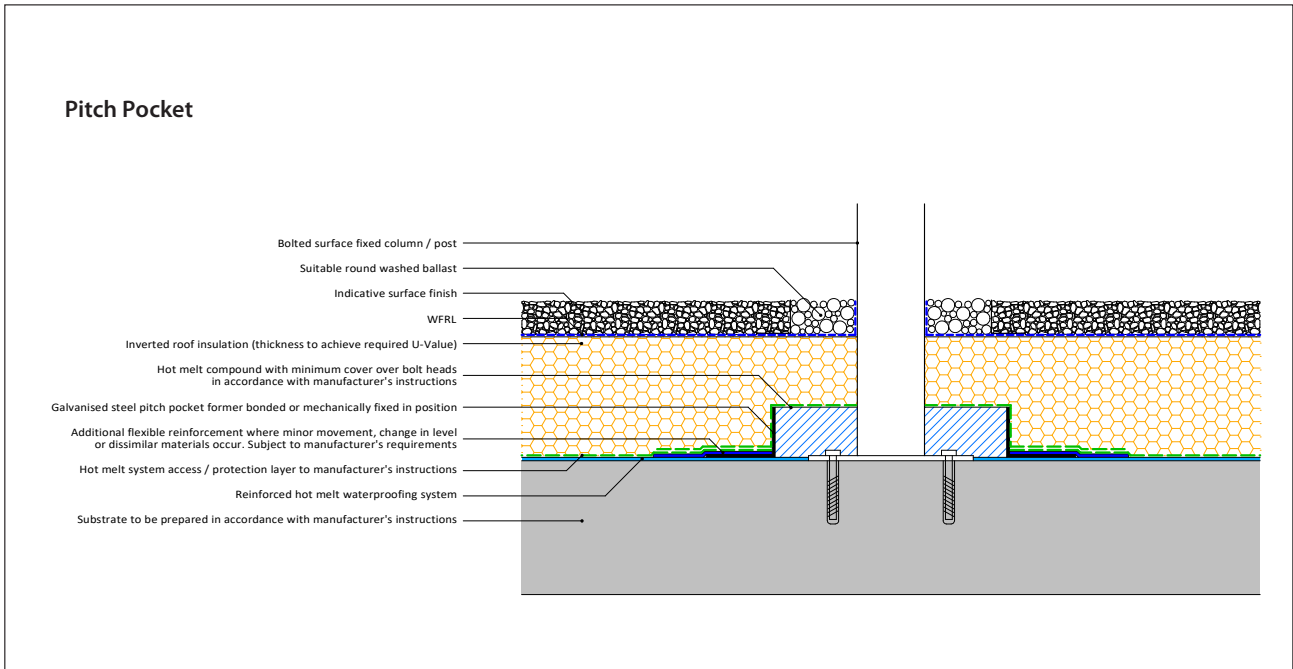 Pitch Pocket
Bolted surface fixed column / post
Suitable round washed ballast
Indicative surface finish
WFRL
Inverted roof insulation (thickness to achieve required U-Value)
Hot melt compound with minimum cover over bolt heads
in accordance with manufacturer's instructions
Galvanised steel pitch pocket former bonded or mechanically fixed in position
Additional flexible reinforcement where minor movement, change in level
or dissimilar materials occur. Subject to manufacturer's requirements
Hot melt system access / protection layer to manufacturer's instructions
Reinforced hot melt waterproofing system
Substrate to be prepared in accordance with manufacturer's instructions